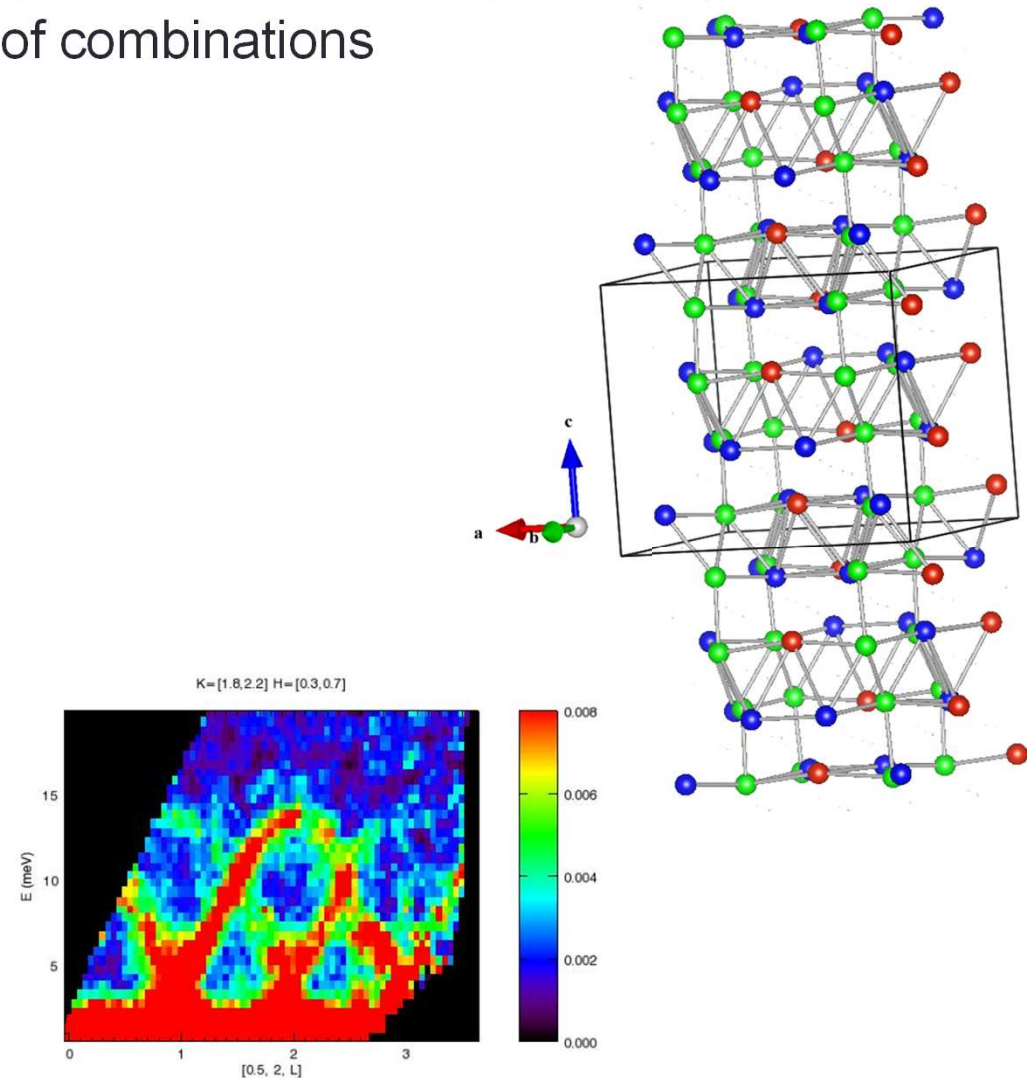 of combinations
c
a
b
K=[1.8,2.2] H=[0.3,0.7]
0.008
0.006
0.004
0.002
0.000
15
10
5
E (meV)
0 1 2 3
[0.5, 2, L]